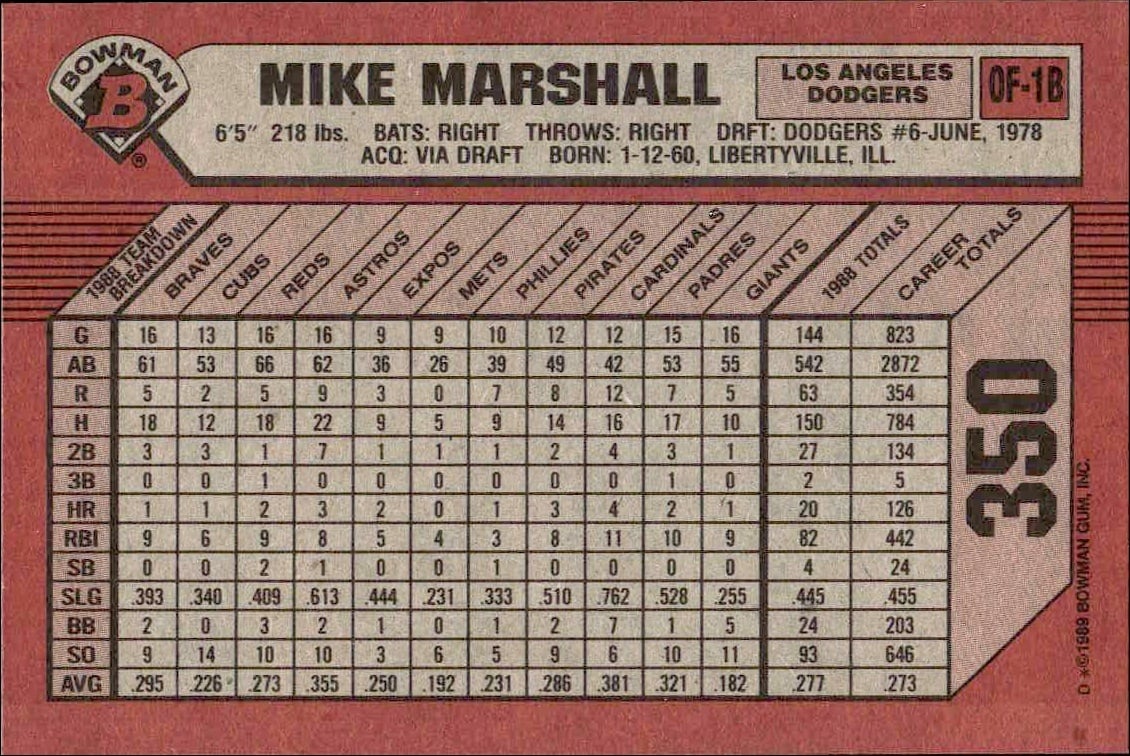 BOWMAN
B
®
MIKE MARSHALL
LOS ANGELES
DODGERS
OF-1B
6'5" 218 lbs. BATS: RIGHT THROWS: RIGHT DRFT: DODGERS #6-JUNE, 1978
ACQ: VIA DRAFT BORN: 1-12-60, LIBERTYVILLE, ILL.
1988 TEAM
BREAKDOWN BRAVES CUBS REDS ASTROS EXPOS METS PHILLIES PIRATES CARDINALS PADRES GIANTS 1988 TOTALS CAREER TOTALS
G 16 13 16 16 9 9 10 12 12 15 16 144 823
AB 61 53 66 62 36 26 39 49 42 53 55 542 2872
R 5 2 5 9 3 0 7 8 12 7 5 63 354
H 18 12 18 22 9 5 9 14 16 17 10 150 784
2B 3 3 1 7 1 1 1 2 4 3 1 27 134
3B 0 0 1 0 0 0 0 0 0 1 0 2 5
HR 1 1 2 3 2 0 1 3 4 2 1 20 126
RBI 9 6 9 8 5 4 3 8 11 10 9 82 442
SB 0 0 2 1 0 0 1 0 0 0 0 4 24
SLG .393 .340 .409 .613 .444 .231 .333 .510 .762 .528 .255 .445 .455
BB 2 0 3 2 1 0 1 2 7 1 5 24 203
SO 9 14 10 10 3 6 5 9 6 10 11 93 646
AVG .295 .226 .273 .355 .250 .192 .231 .286 .381 .321 .182 .277 .273
350
D *©1989 BOWMAN GUM, INC.